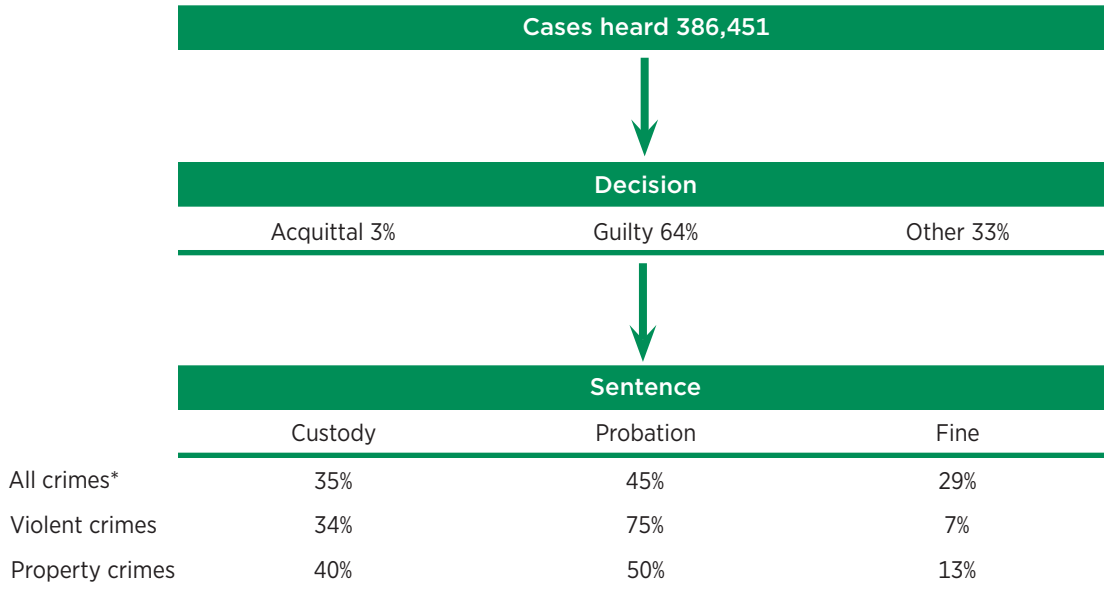 Cases heard 386,451
Decision
Acquittal 3% Guilty 64% Other 33%
Sentence
Custody Probation Fine
All crimes* 35% 45% 29%
Violent crimes 34% 75% 7%
Property crimes 40% 50% 13%